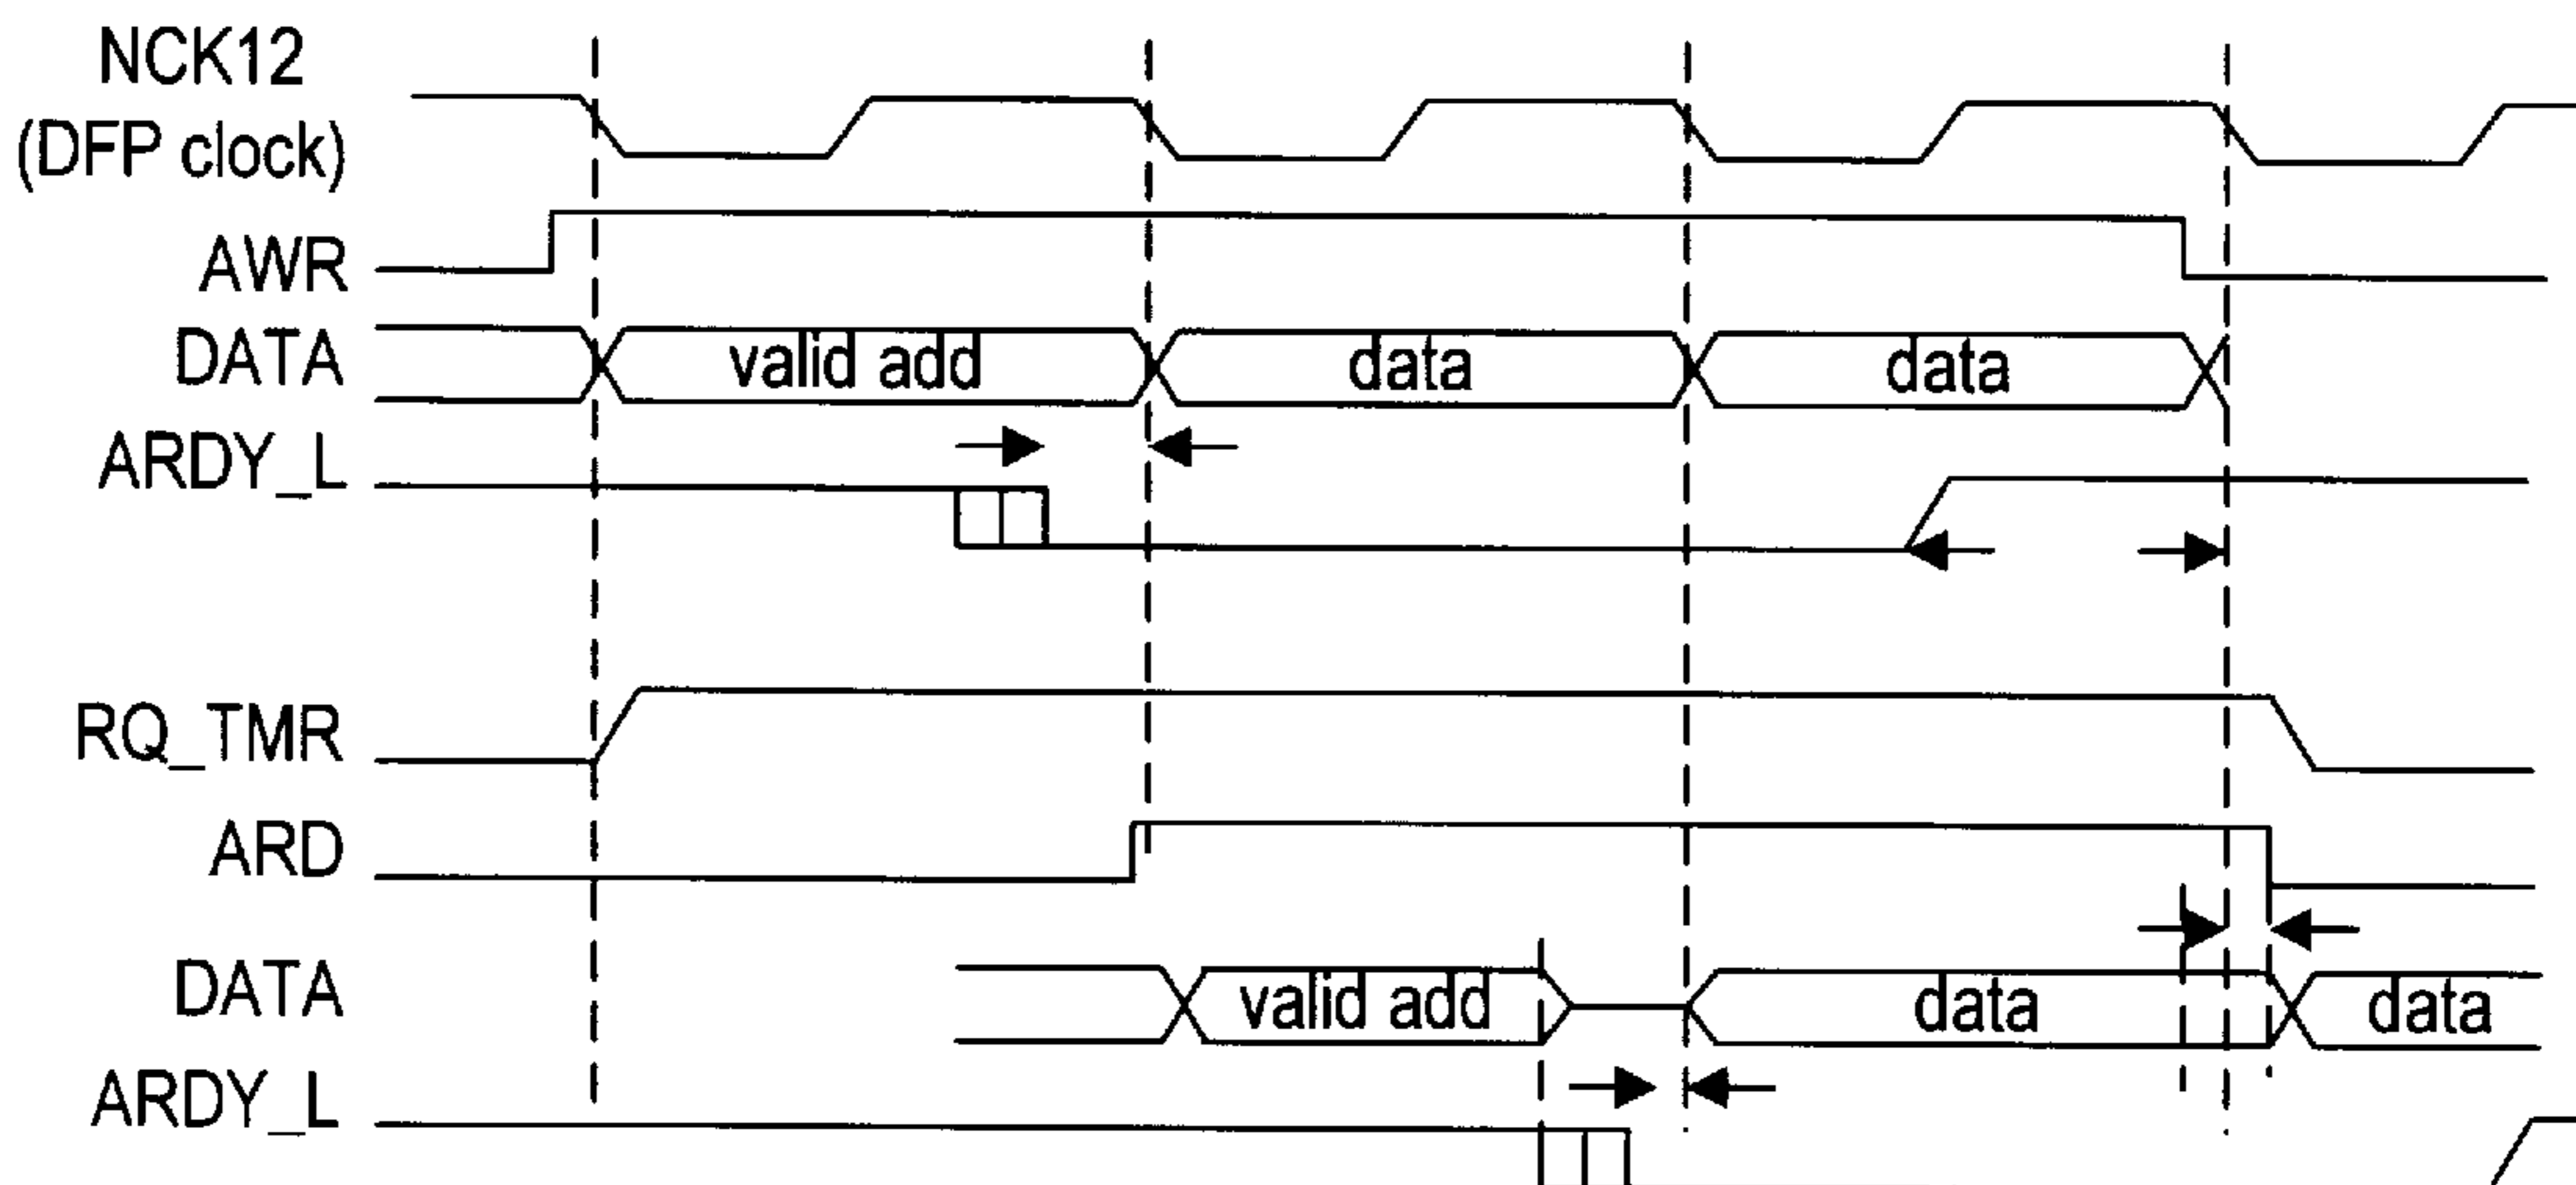 NCK12
(DFP clock)
AWR
DATA valid add data data
ARDY_L
RQ_TMR
ARD
DATA valid add data data
ARDY_L